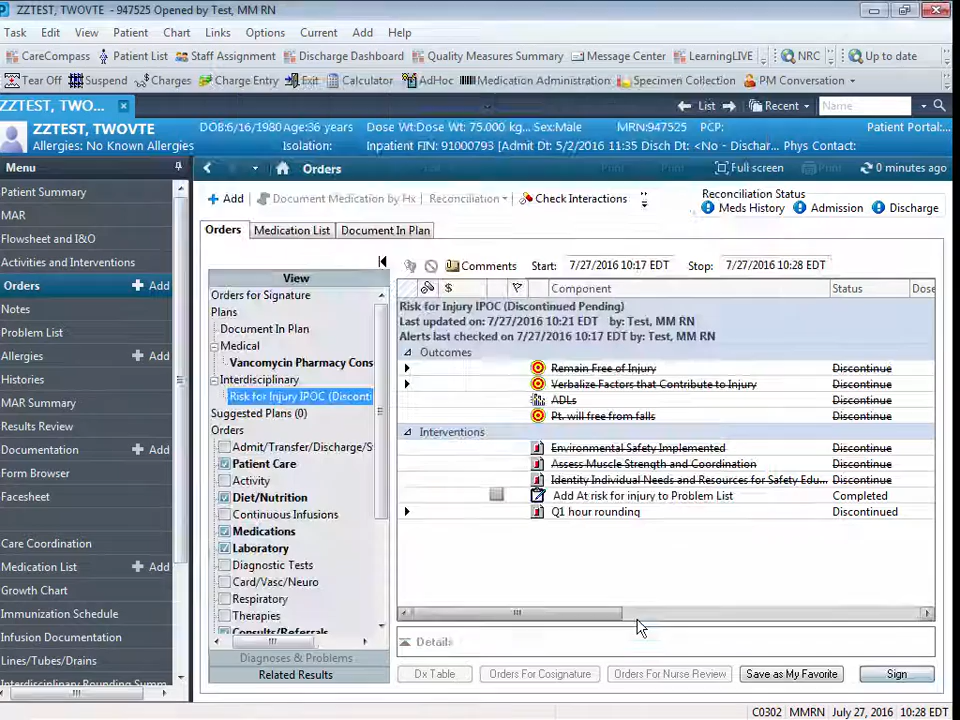 ZZTEST, TWOVTE - 947525 Opened by Test, MM RN
Task Edit View Patient Chart Links Options Current Add Help
CareCompass Patient List Staff Assignment Discharge Dashboard Quality Measures Summary Message Center LearningLIVE NRC Up to date
Tear Off Suspend Charges Charge Entry Exit Calculator AdHoc Medication Administration Specimen Collection PM Conversation
ZZTEST, TWO... List Recent Name
ZZTEST, TWOVTE DOB:6/16/1980 Age:36 years Dose Wt:Dose Wt: 75.000 kg... Sex:Male MRN:947525 PCP: Patient Portal:...
Allergies: No Known Allergies Isolation: Inpatient FIN: 91000793 [Admit Dt: 5/2/2016 11:35 Disch Dt: <No - Dischar... Phys Contact:
Menu Orders Full screen Print 0 minutes ago
Patient Summary
MAR
Flowsheet and I&O
Activities and Interventions
Orders Add
Notes
Problem List
Allergies Add
Histories
MAR Summary
Results Review
Documentation Add
Form Browser
Facesheet
Care Coordination
Medication List Add
Growth Chart
Immunization Schedule
Infusion Documentation
Lines/Tubes/Drains
Interdisciplinary Rounding Summ
Add Document Medication by Hx Reconciliation Check Interactions
Reconciliation Status
Meds History Admission Discharge
Orders Medication List Document In Plan
View
Orders for Signature
Plans
Document In Plan
Medical
Vancomycin Pharmacy Cons
Interdisciplinary
Risk for Injury IPOC (Disconti
Suggested Plans (0)
Orders
Admit/Transfer/Discharge/S
Patient Care
Activity
Diet/Nutrition
Continuous Infusions
Medications
Laboratory
Diagnostic Tests
Card/Vasc/Neuro
Respiratory
Therapies
Consults/Referrals
Diagnoses & Problems
Related Results
Comments Start: 7/27/2016 10:17 EDT Stop: 7/27/2016 10:28 EDT
$ Component Status Dose
Risk for Injury IPOC (Discontinued Pending)
Last updated on: 7/27/2016 10:21 EDT by: Test, MM RN
Alerts last checked on 7/27/2016 10:17 EDT by: Test, MM RN
Outcomes
Remain Free of Injury Discontinue
Verbalize Factors that Contribute to Injury Discontinue
ADLs Discontinue
Pt. will free from falls Discontinue
Interventions
Environmental Safety Implemented Discontinue
Assess Muscle Strength and Coordination Discontinue
Identity Individual Needs and Resources for Safety Edu... Discontinue
Add At risk for injury to Problem List Completed
Q1 hour rounding Discontinued
Details
Dx Table Orders For Cosignature Orders For Nurse Review Save as My Favorite Sign
C0302 MMRN July 27, 2016 10:28 EDT